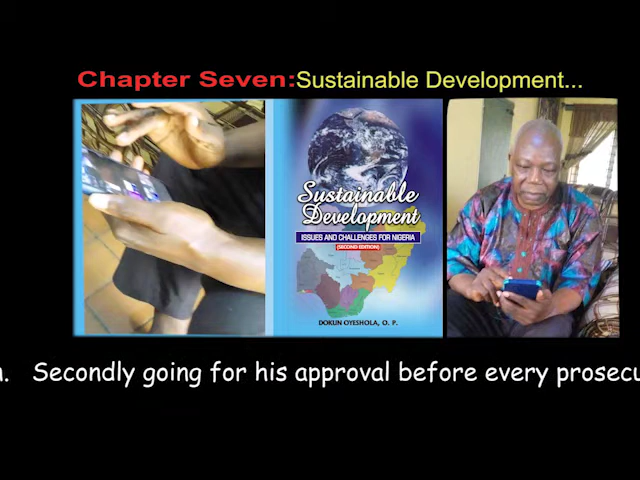 Chapter Seven:Sustainable Development...
Sustainable
Development
ISSUES AND CHALLENGES FOR NIGERIA
(SECOND EDITION)
DOKUN OYESHOLA, O. P.
. Secondly going for his approval before every prosecu